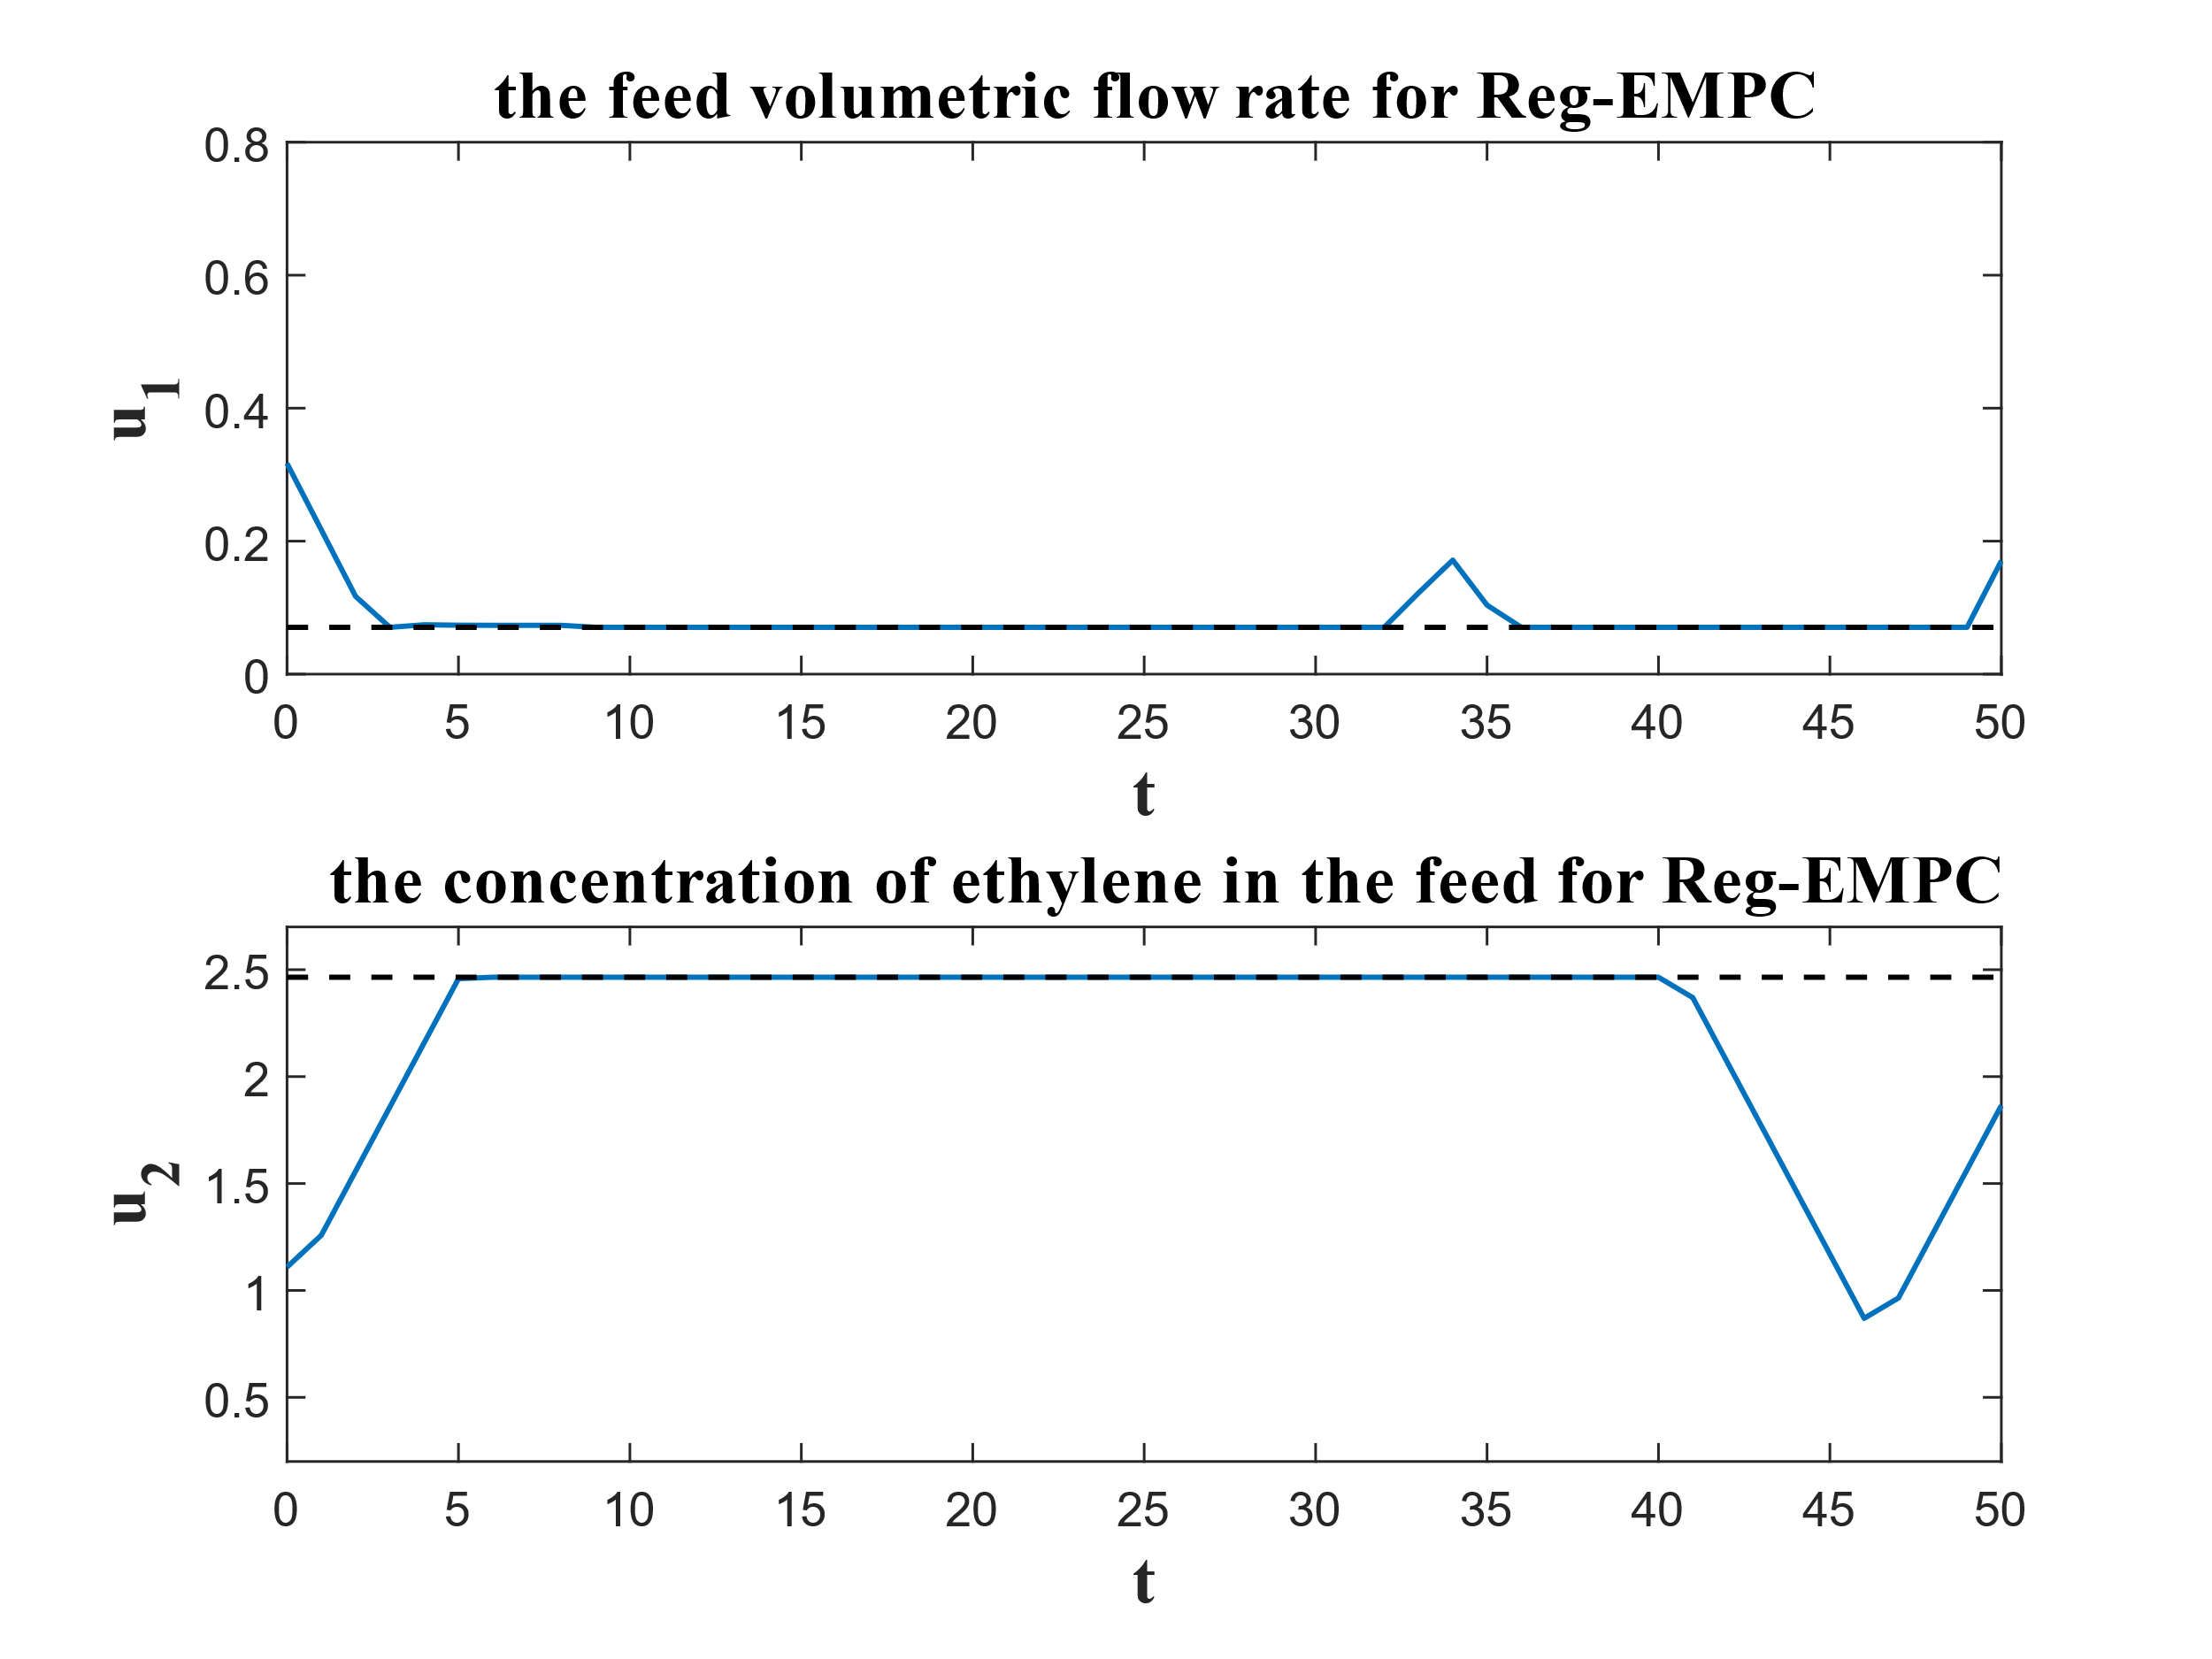 the feed volumetric flow rate for Reg-EMPC
0.8
0.6
0.4
0.2
0
u1
0 5 10 15 20 25 30 35 40 45 50
t
the concentration of ethylene in the feed for Reg-EMPC
2.5
2
1.5
1
0.5
u2
0 5 10 15 20 25 30 35 40 45 50
t